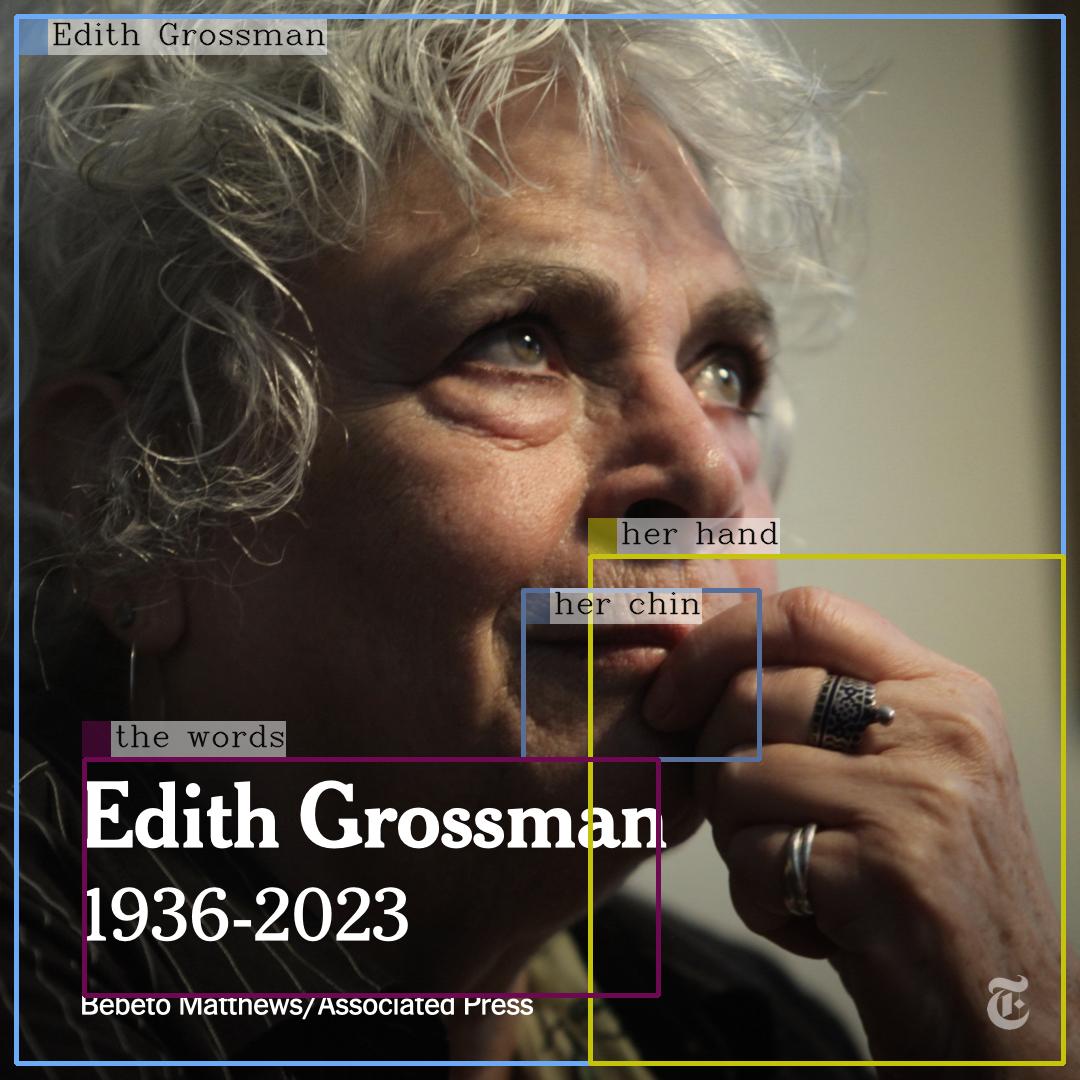 Edith Grossman
her hand
her chin
the words
Edith Grossman
1936-2023
Bebeto Matthews/Associated Press
T